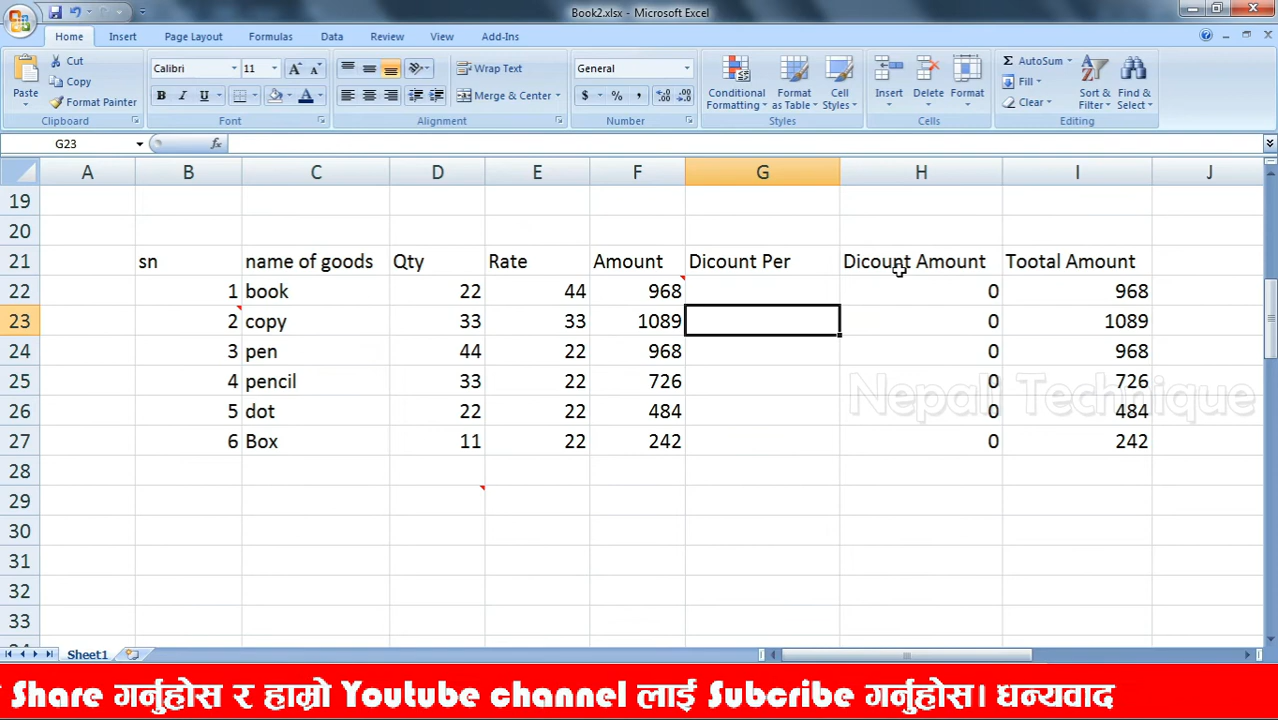 Book2.xlsx - Microsoft Excel
Home Insert Page Layout Formulas Data Review View Add-Ins
Paste Cut Copy Format Painter Clipboard
Calibri 11 B I U A Font
Wrap Text Merge & Center Alignment
General $ % , Number
Conditional Formatting Format as Table Cell Styles Styles
Insert Delete Format Cells
Σ AutoSum Fill Clear Sort & Filter Find & Select Editing
G23 fx
A B C D E F G H I J
19
20
21 sn name of goods Qty Rate Amount Dicount Per Dicount Amount Tootal Amount
22 1 book 22 44 968 0 968
23 2 copy 33 33 1089 0 1089
24 3 pen 44 22 968 0 968
25 4 pencil 33 22 726 0 726
26 5 dot 22 22 484 0 484
27 6 Box 11 22 242 0 242
Nepali Technique
28
29
30
31
32
33
Sheet1
Share गर्नुहोस र हाम्रो Youtube channel लाई Subcribe गर्नुहोस। धन्यवाद